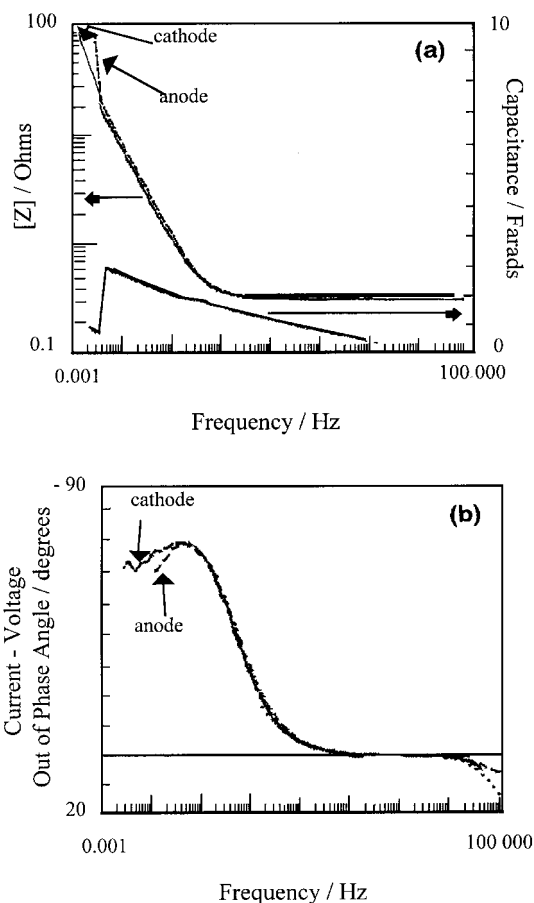 100
10
cathode
(a)
anode
[Z] / Ohms
Capacitance / Farads
0.1
0
0.001
100 000
Frequency / Hz
- 90
cathode
(b)
anode
Current - Voltage
Out of Phase Angle / degrees
20
0.001
100 000
Frequency / Hz